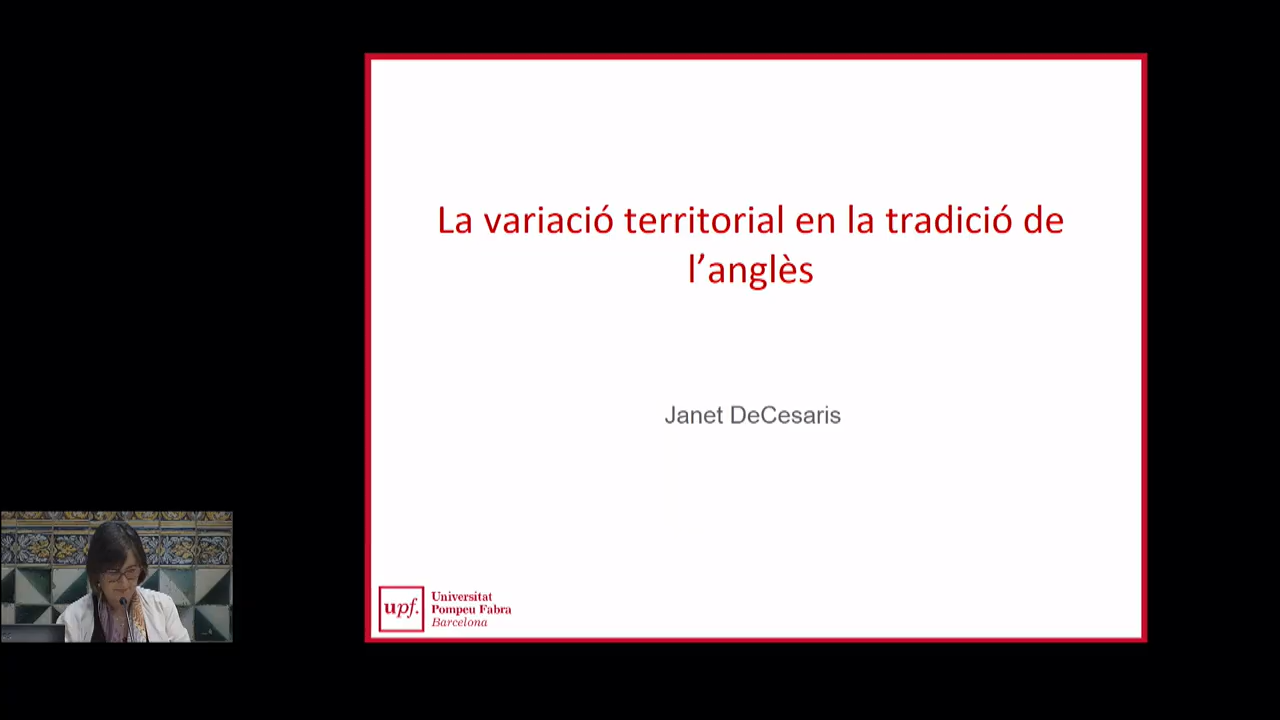 La variació territorial en la tradició de
l’anglès
Janet DeCesaris
upf.
Universitat
Pompeu Fabra
Barcelona